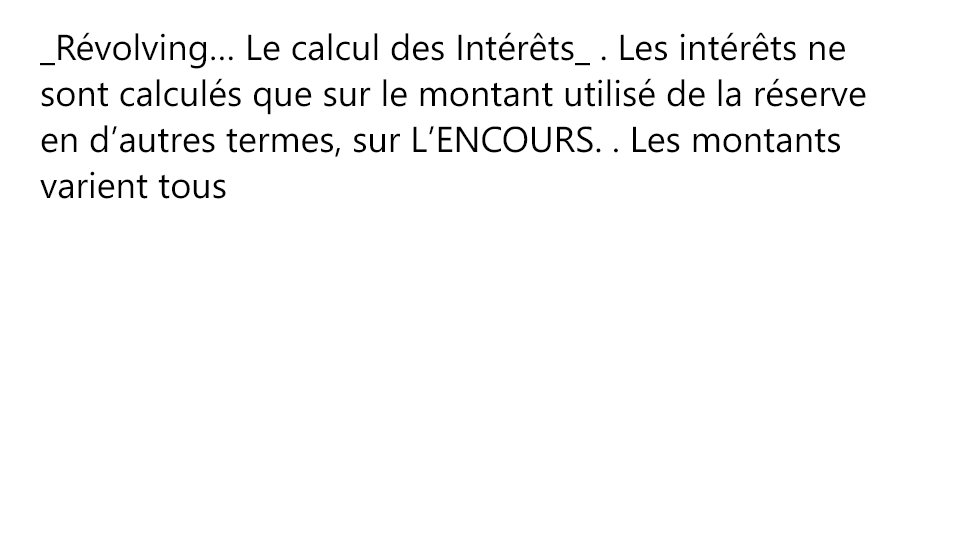 _Révolving... Le calcul des Intérêts_ . Les intérêts ne
sont calculés que sur le montant utilisé de la réserve
en d’autres termes, sur L’ENCOURS. . Les montants
varient tous